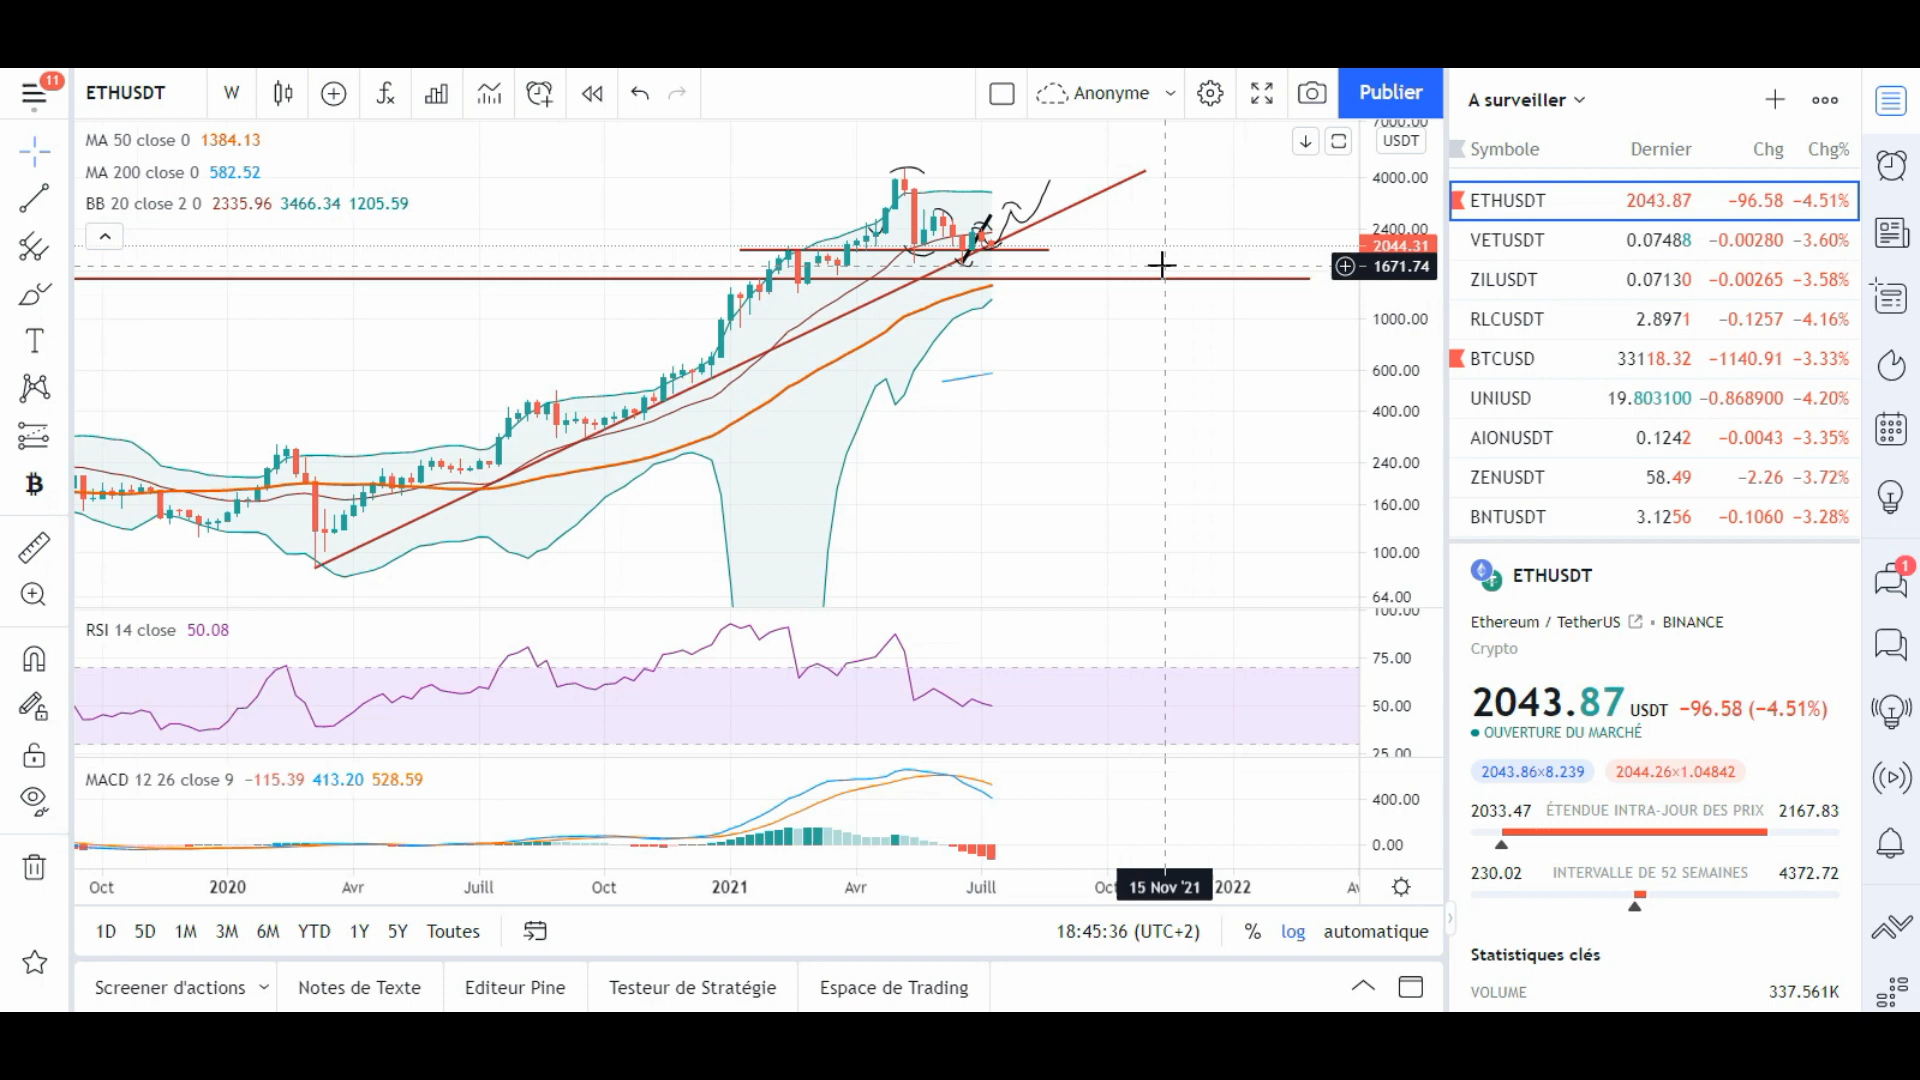 11
ETHUSDT
W
Anonyme
Publier
MA 50 close 0 1384.13
MA 200 close 0 582.52
BB 20 close 2 0 2335.96 3466.34 1205.59
7000.00
USDT
4000.00
2400.00
2044.31
1671.74
1000.00
600.00
400.00
240.00
160.00
100.00
64.00
RSI 14 close 50.08
100.00
75.00
50.00
25.00
MACD 12 26 close 9 −115.39 413.20 528.59
400.00
0.00
Oct 2020 Avr Juill Oct 2021 Avr Juill Oct 15 Nov '21 2022 Av
1D 5D 1M 3M 6M YTD 1Y 5Y Toutes
18:45:36 (UTC+2) % log automatique
Screener d'actions Notes de Texte Editeur Pine Testeur de Stratégie Espace de Trading
A surveiller
Symbole Dernier Chg Chg%
ETHUSDT 2043.87 −96.58 −4.51%
VETUSDT 0.07488 −0.00280 −3.60%
ZILUSDT 0.07130 −0.00265 −3.58%
RLCUSDT 2.8971 −0.1257 −4.16%
BTCUSD 33118.32 −1140.91 −3.33%
UNIUSD 19.803100 −0.868900 −4.20%
AIONUSDT 0.1242 −0.0043 −3.35%
ZENUSDT 58.49 −2.26 −3.72%
BNTUSDT 3.1256 −0.1060 −3.28%
ETHUSDT
Ethereum / TetherUS BINANCE
Crypto
2043.87 USDT −96.58 (−4.51%)
OUVERTURE DU MARCHÉ
2043.86×8.239 2044.26×1.04842
2033.47 ÉTENDUE INTRA-JOUR DES PRIX 2167.83
230.02 INTERVALLE DE 52 SEMAINES 4372.72
Statistiques clés
VOLUME 337.561K
1